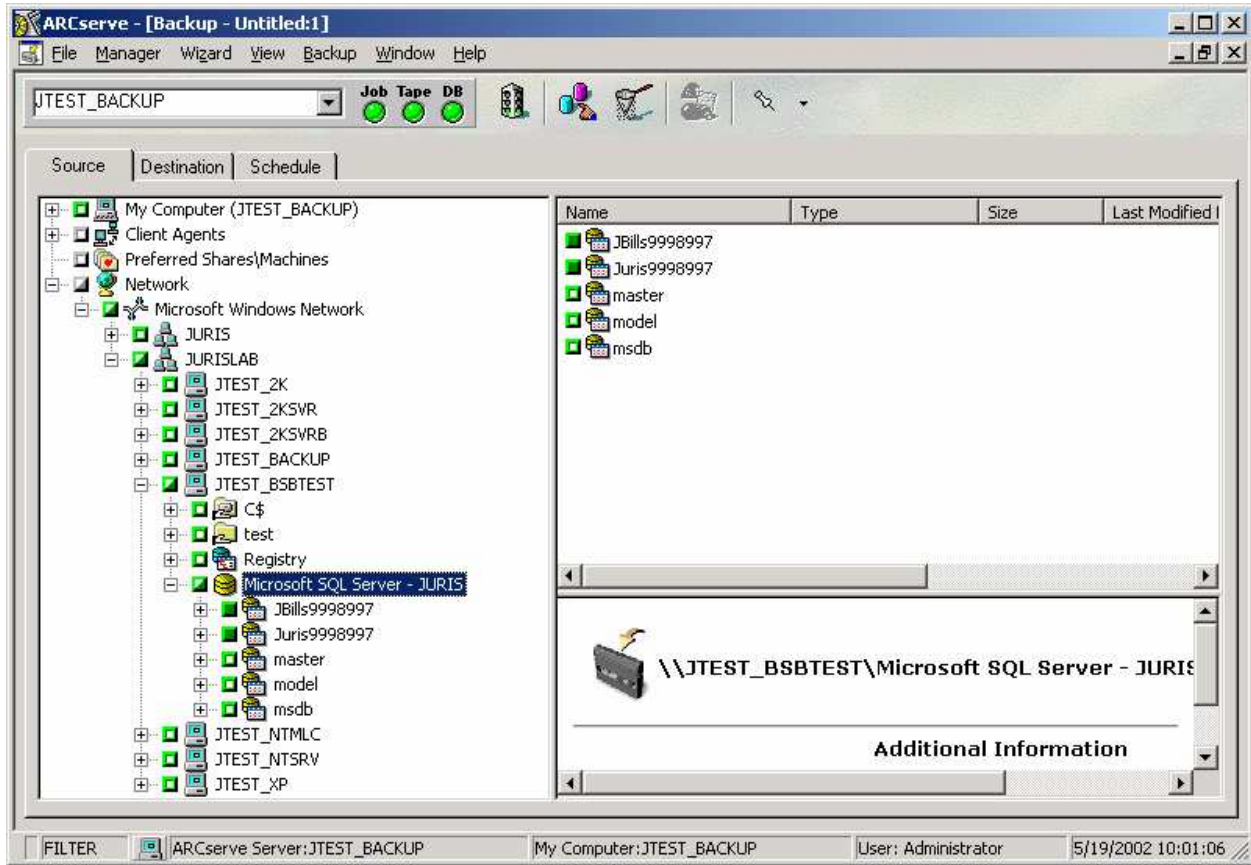 ARCserve - [Backup - Untitled:1]
File Manager Wizard View Backup Window Help
JTEST_BACKUP
Job Tape DB
Source Destination Schedule
My Computer (JTEST_BACKUP)
Client Agents
Preferred Shares\Machines
Network
Microsoft Windows Network
JURIS
JURISLAB
JTEST_2K
JTEST_2KSVR
JTEST_2KSVRB
JTEST_BACKUP
JTEST_BSBTEST
C$
test
Registry
Microsoft SQL Server - JURIS
JBills9998997
Juris9998997
master
model
msdb
JTEST_NTMLC
JTEST_NTSRV
JTEST_XP
Name Type Size Last Modified
JBills9998997
Juris9998997
master
model
msdb
\\JTEST_BSBTEST\Microsoft SQL Server - JURIS
Additional Information
FILTER ARCserve Server:JTEST_BACKUP My Computer:JTEST_BACKUP User: Administrator 5/19/2002 10:01:06